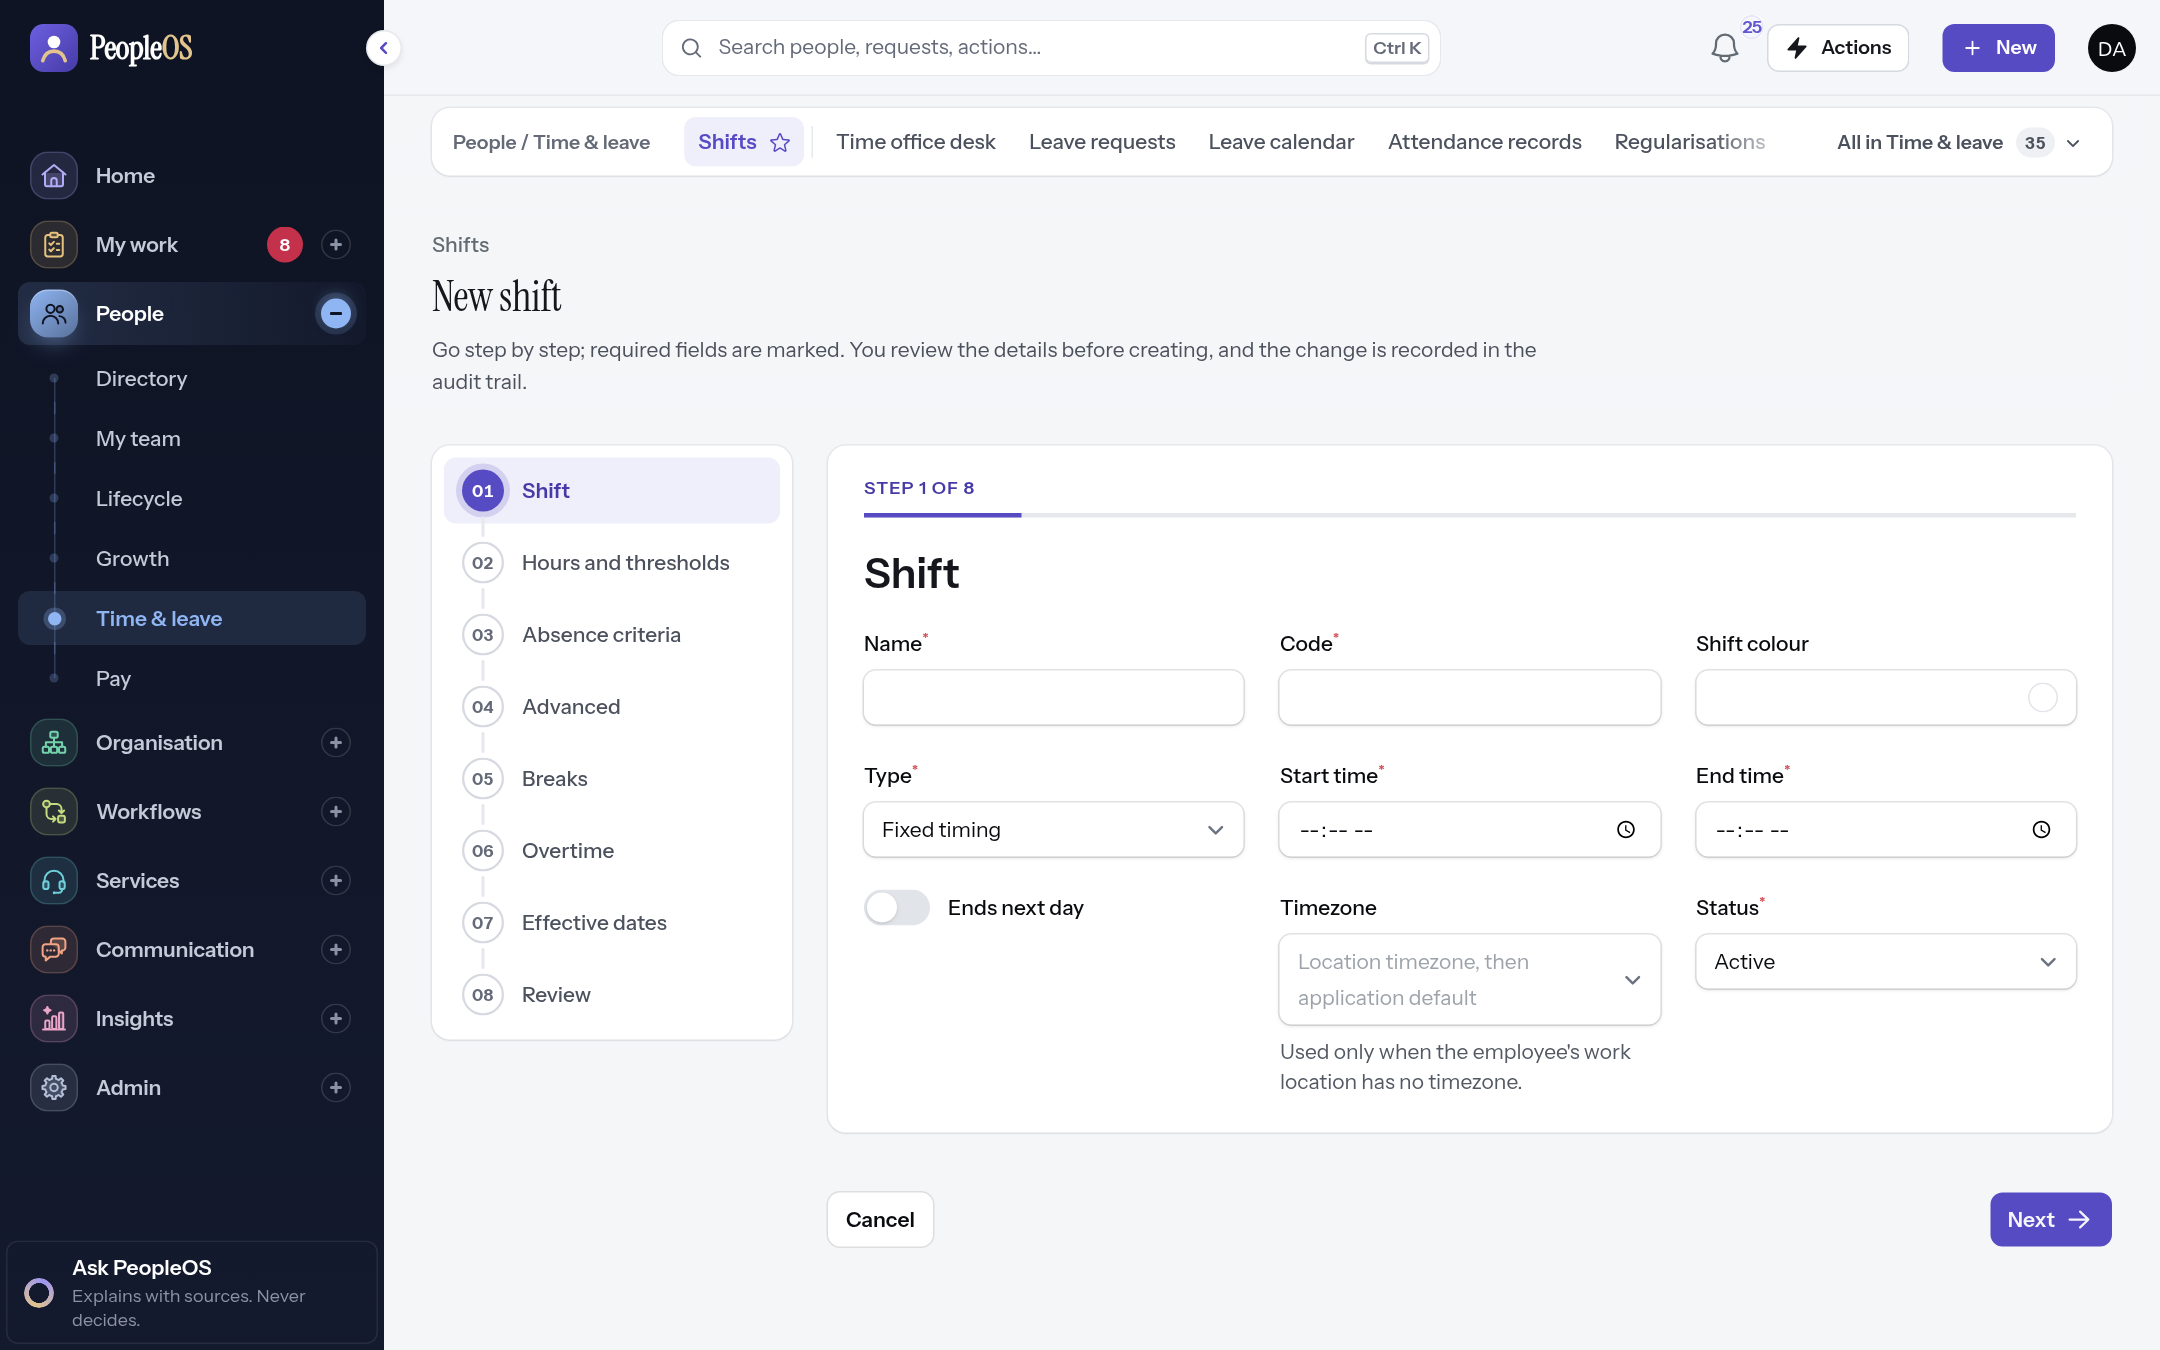 PeopleOS
Search people, requests, actions...
Ctrl K
25
Actions
New
DA
People / Time & leave
Shifts
Time office desk
Leave requests
Leave calendar
Attendance records
Regularisations
All in Time & leave
35
Home
My work
8
People
Directory
My team
Lifecycle
Growth
Time & leave
Pay
Organisation
Workflows
Services
Communication
Insights
Admin
Ask PeopleOS
Explains with sources. Never
decides.
Shifts
New shift
Go step by step; required fields are marked. You review the details before creating, and the change is recorded in the
audit trail.
01 Shift
02 Hours and thresholds
03 Absence criteria
04 Advanced
05 Breaks
06 Overtime
07 Effective dates
08 Review
STEP 1 OF 8
Shift
Name*
Code*
Shift colour
Type*
Fixed timing
Start time*
--:-- --
End time*
--:-- --
Ends next day
Timezone
Location timezone, then
application default
Used only when the employee's work
location has no timezone.
Status*
Active
Cancel
Next